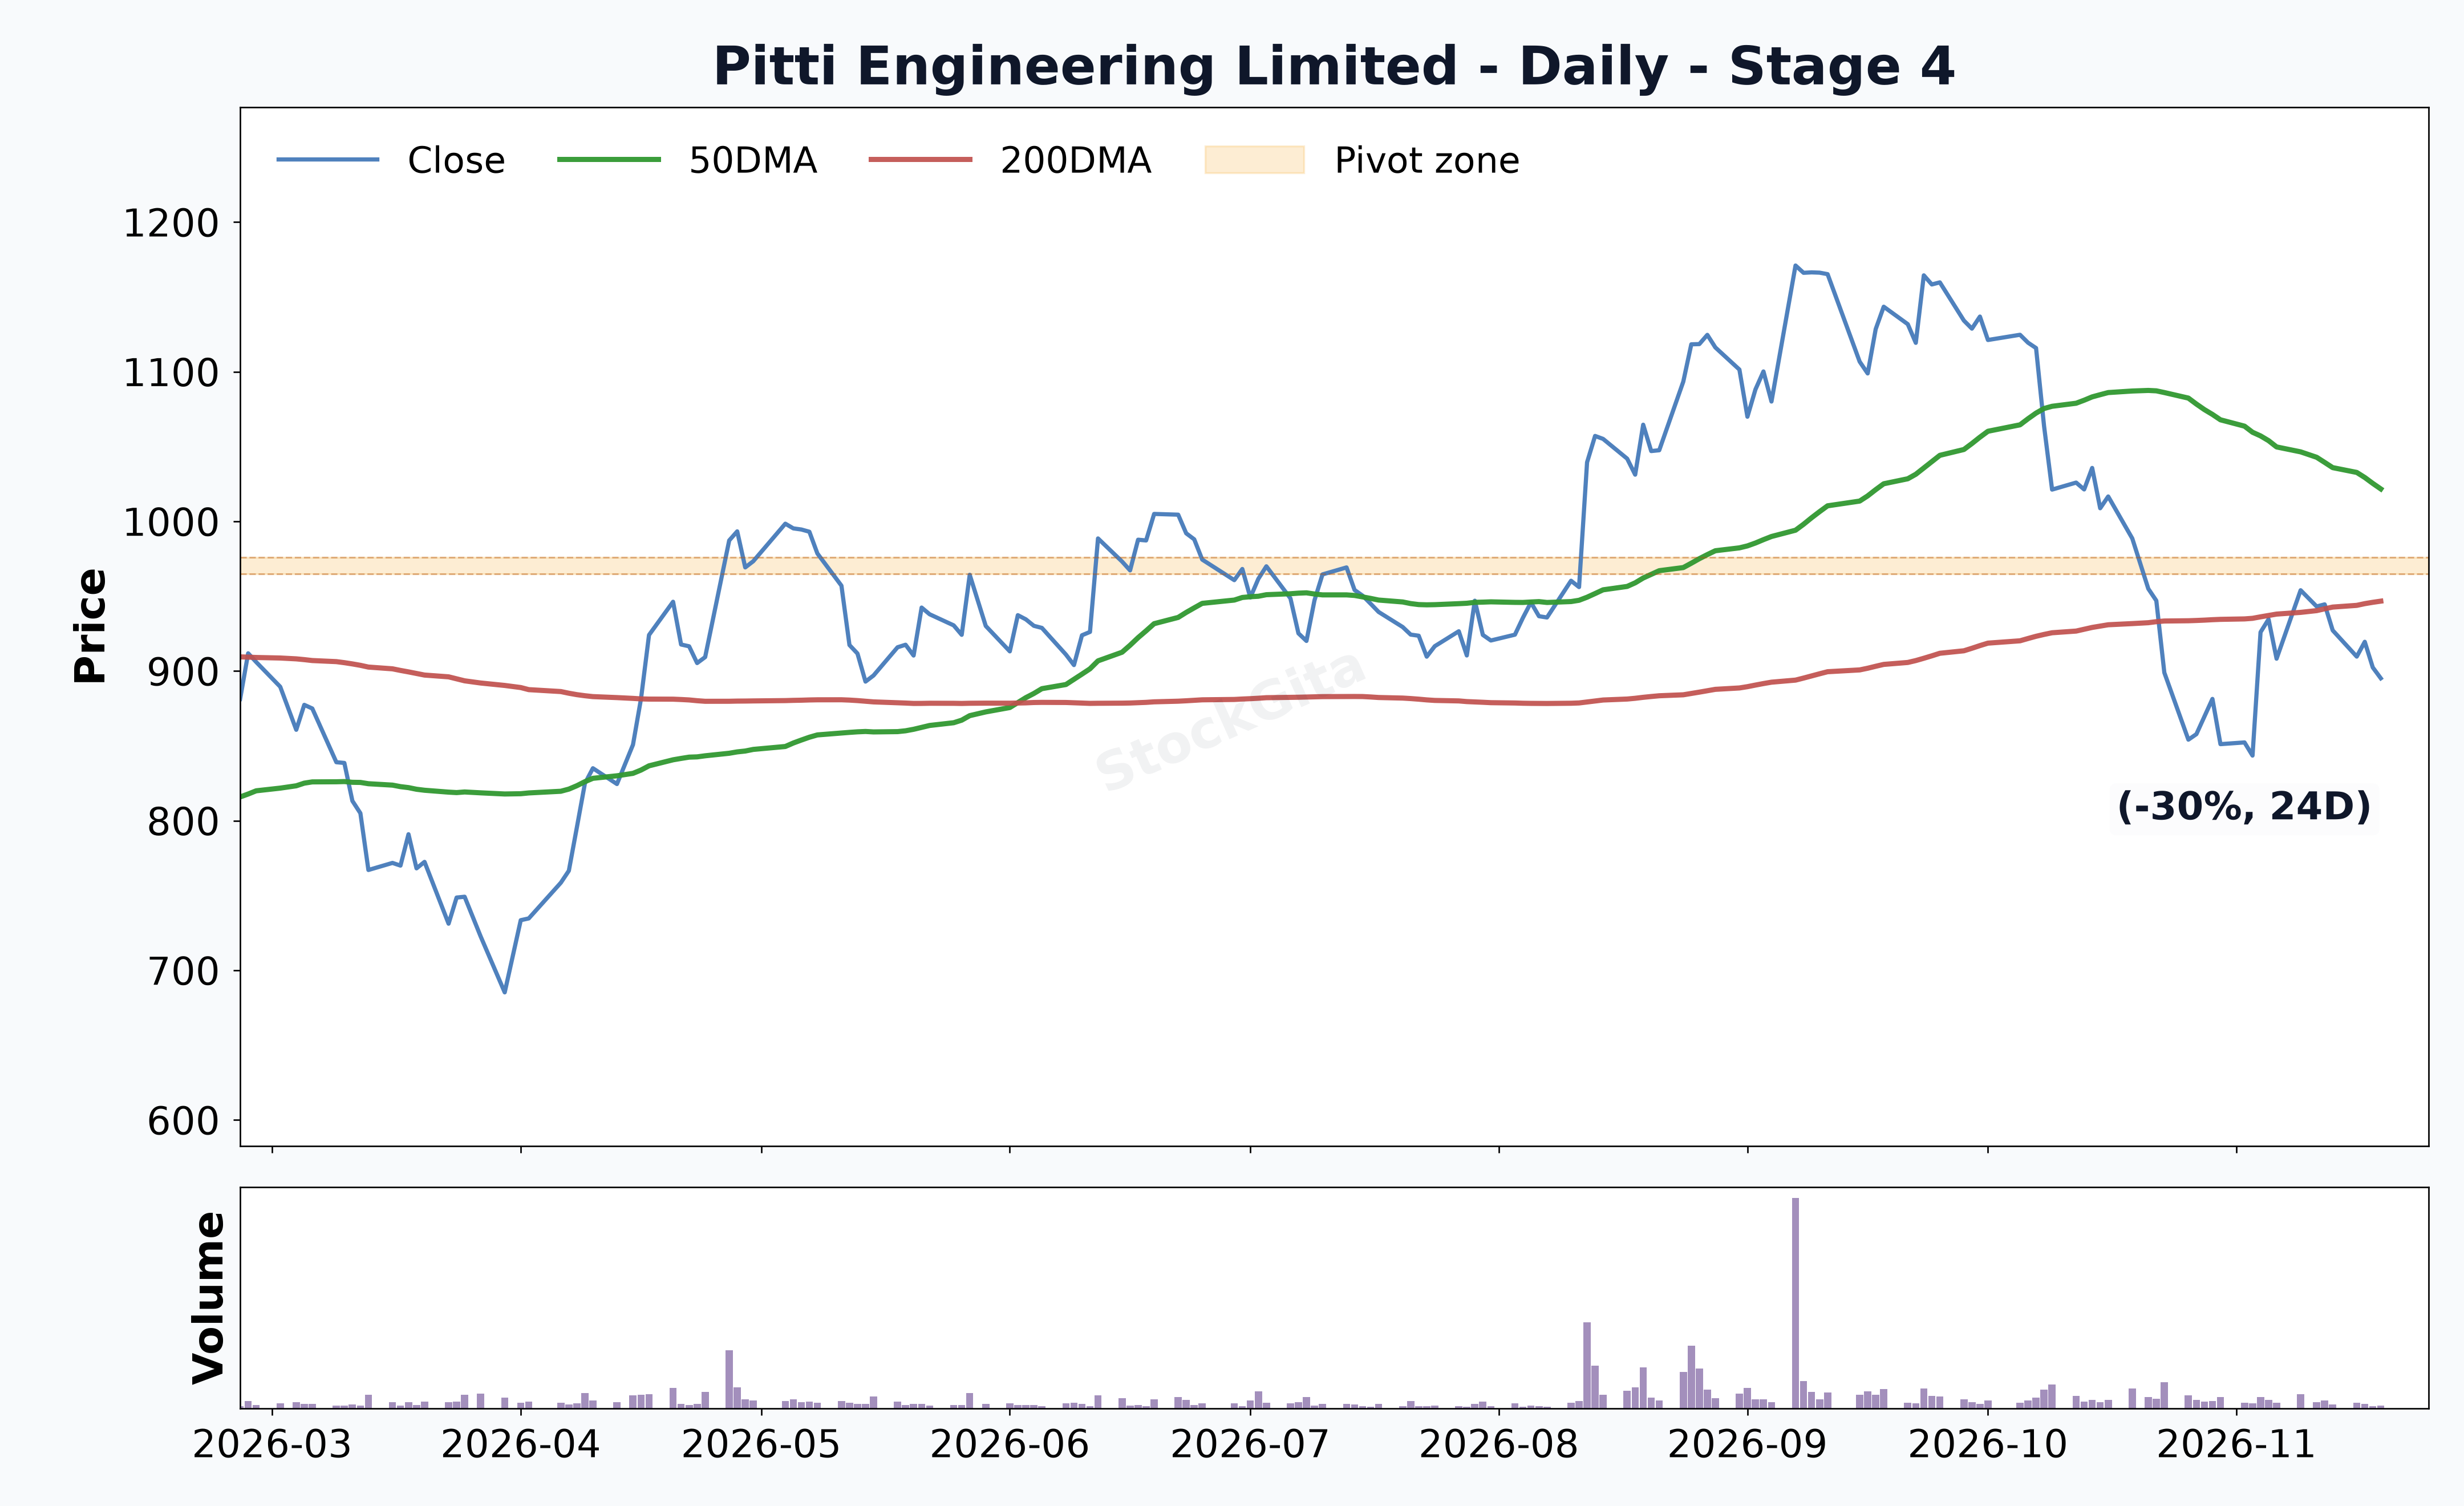 Pitti Engineering Limited - Daily - Stage 4
Close 50DMA 200DMA Pivot zone
1200
1100
1000
900
800
700
600
Price
StockGita
(-30%, 24D)
Volume
2026-03 2026-04 2026-05 2026-06 2026-07 2026-08 2026-09 2026-10 2026-11